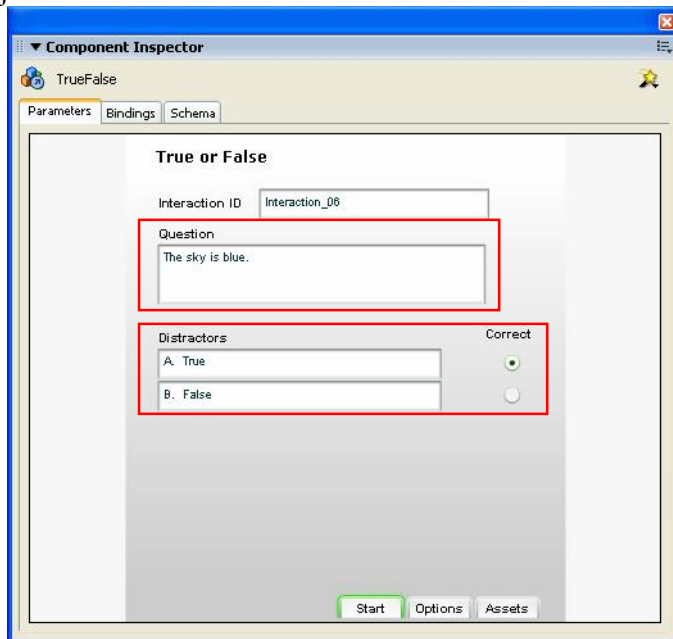 Component Inspector
TrueFalse
Parameters Bindings Schema
True or False
Interaction ID Interaction_06
Question
The sky is blue.
Distractors Correct
A. True
B. False
Start Options Assets